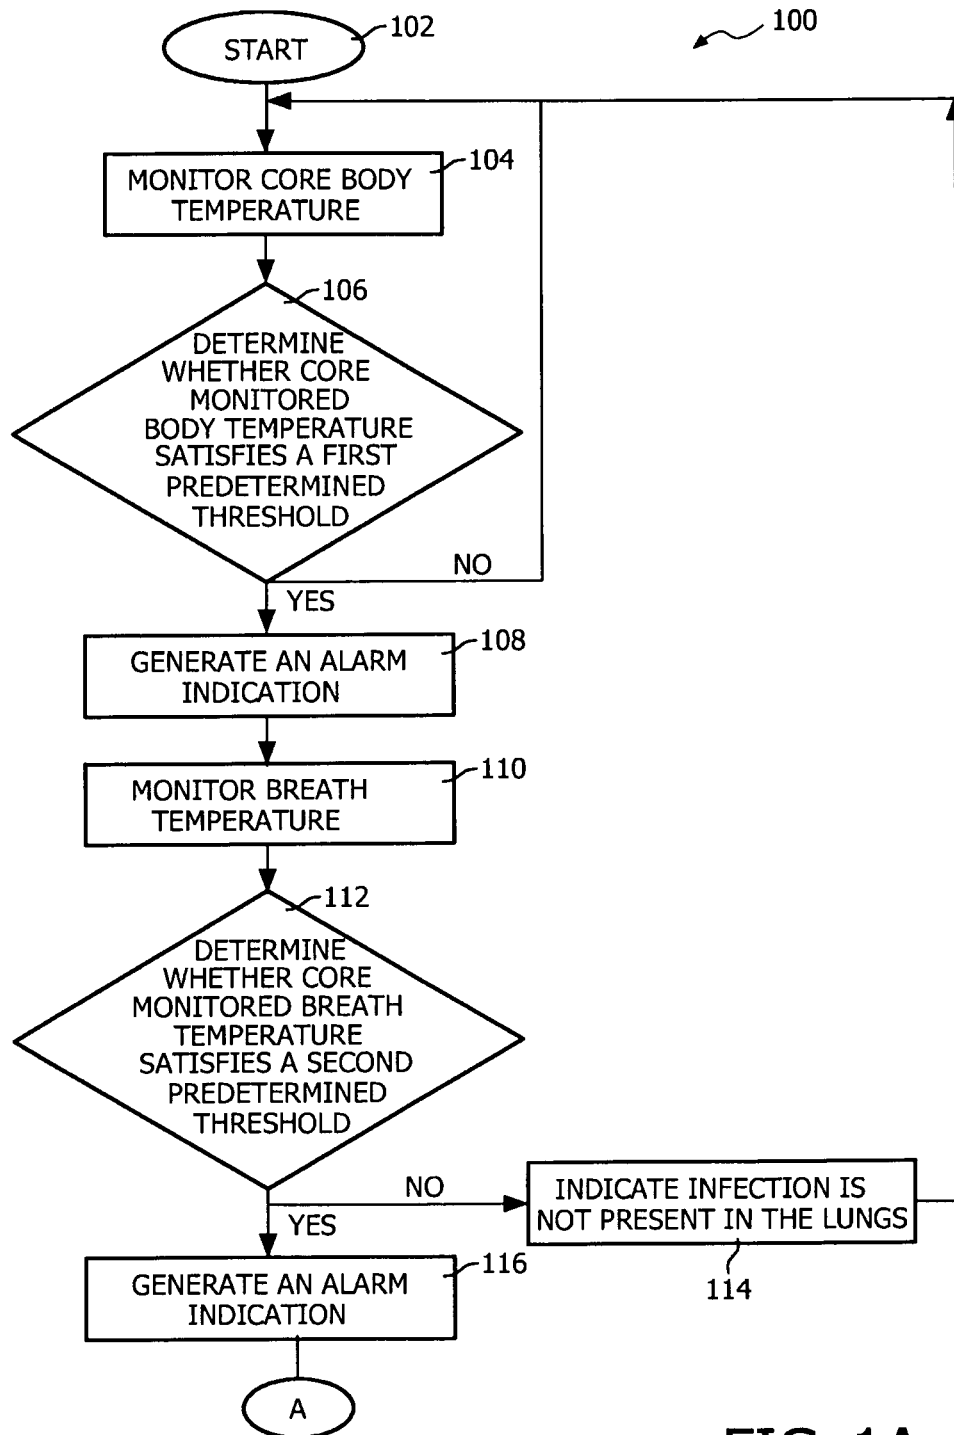 START
102
100
MONITOR CORE BODY
TEMPERATURE
104
106
DETERMINE
WHETHER CORE
MONITORED
BODY TEMPERATURE
SATISFIES A FIRST
PREDETERMINED
THRESHOLD
NO
YES
GENERATE AN ALARM
INDICATION
108
MONITOR BREATH
TEMPERATURE
110
112
DETERMINE
WHETHER CORE
MONITORED BREATH
TEMPERATURE
SATISFIES A SECOND
PREDETERMINED
THRESHOLD
NO
YES
INDICATE INFECTION IS
NOT PRESENT IN THE LUNGS
114
GENERATE AN ALARM
INDICATION
116
A
FIG. 1A